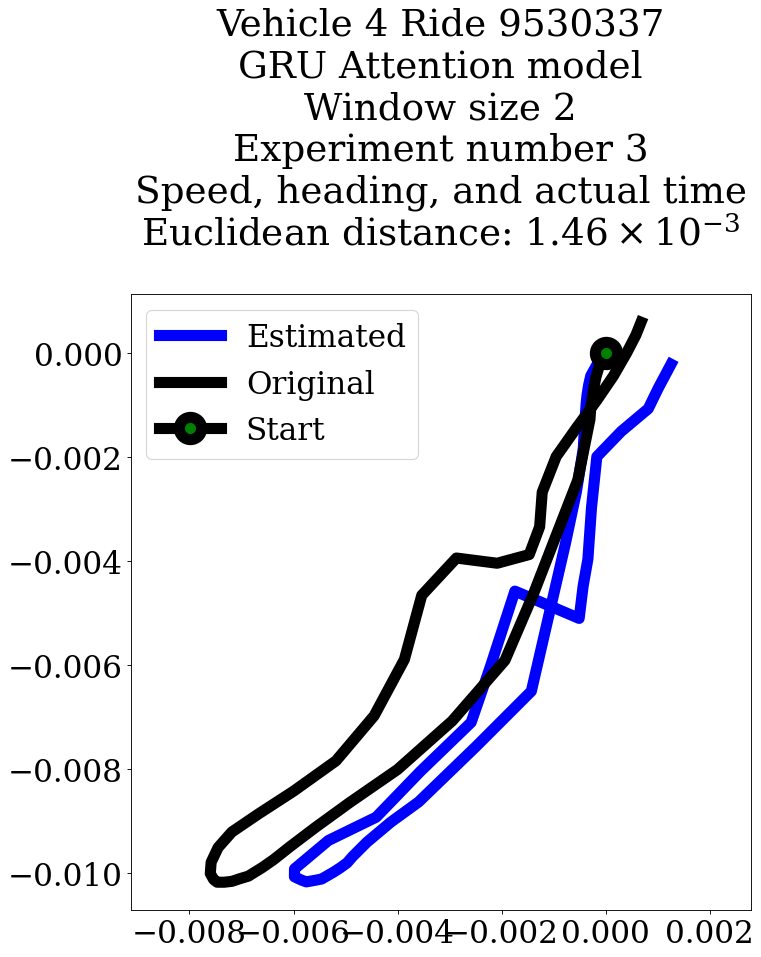 Vehicle 4 Ride 9530337
GRU Attention model
Window size 2
Experiment number 3
Speed, heading, and actual time
Euclidean distance: 1.46 × 10⁻³
Estimated
Original
Start
0.000
−0.002
−0.004
−0.006
−0.008
−0.010
−0.008 −0.006 −0.004 −0.002 0.000 0.002